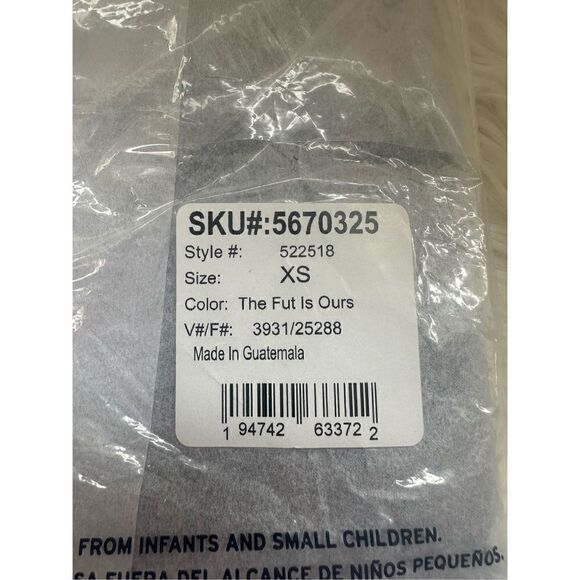 SKU#:5670325
Style #: 522518
Size: XS
Color: The Fut Is Ours
V#/F#: 3931/25288
Made In Guatemala
1 94742 63372 2
FROM INFANTS AND SMALL CHILDREN.
FUERA DEL ALCANCE DE NIÑOS PEQUEÑOS.